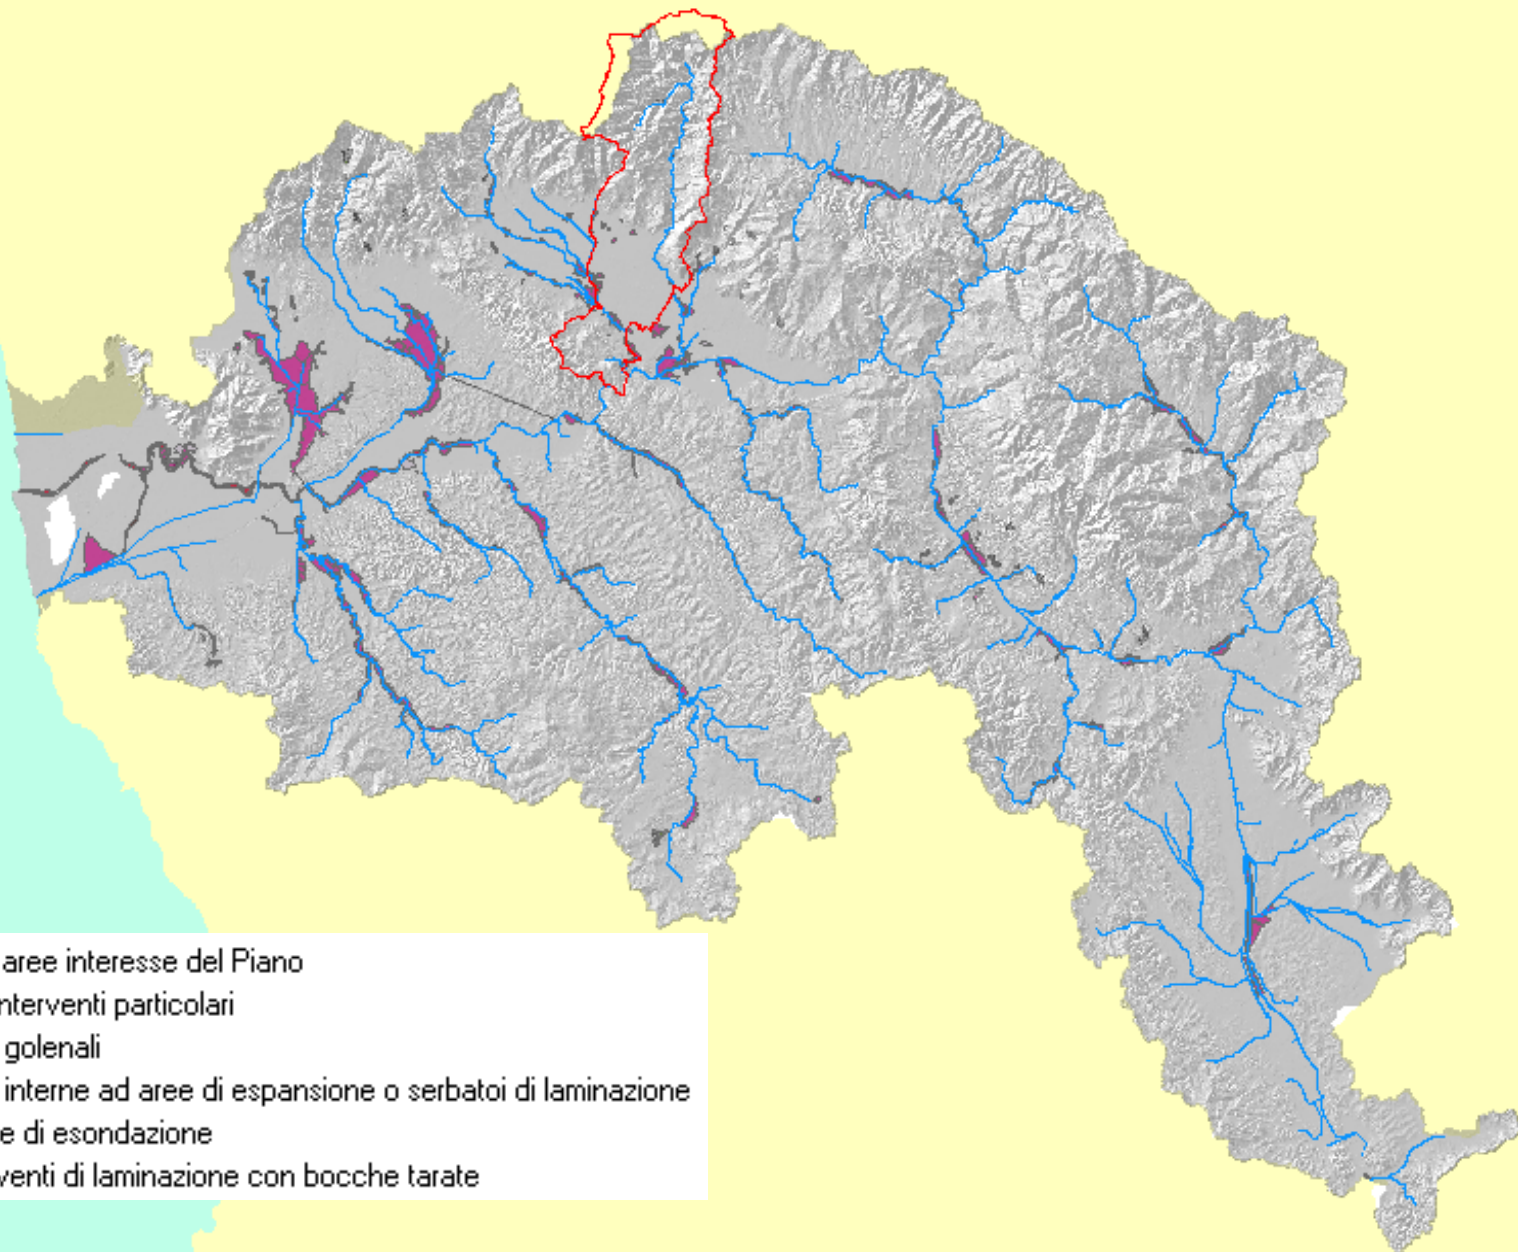 aree interesse del Piano
nterventi particolari
golenali
interne ad aree di espansione o serbatoi di laminazione
e di esondazione
venti di laminazione con bocche tarate